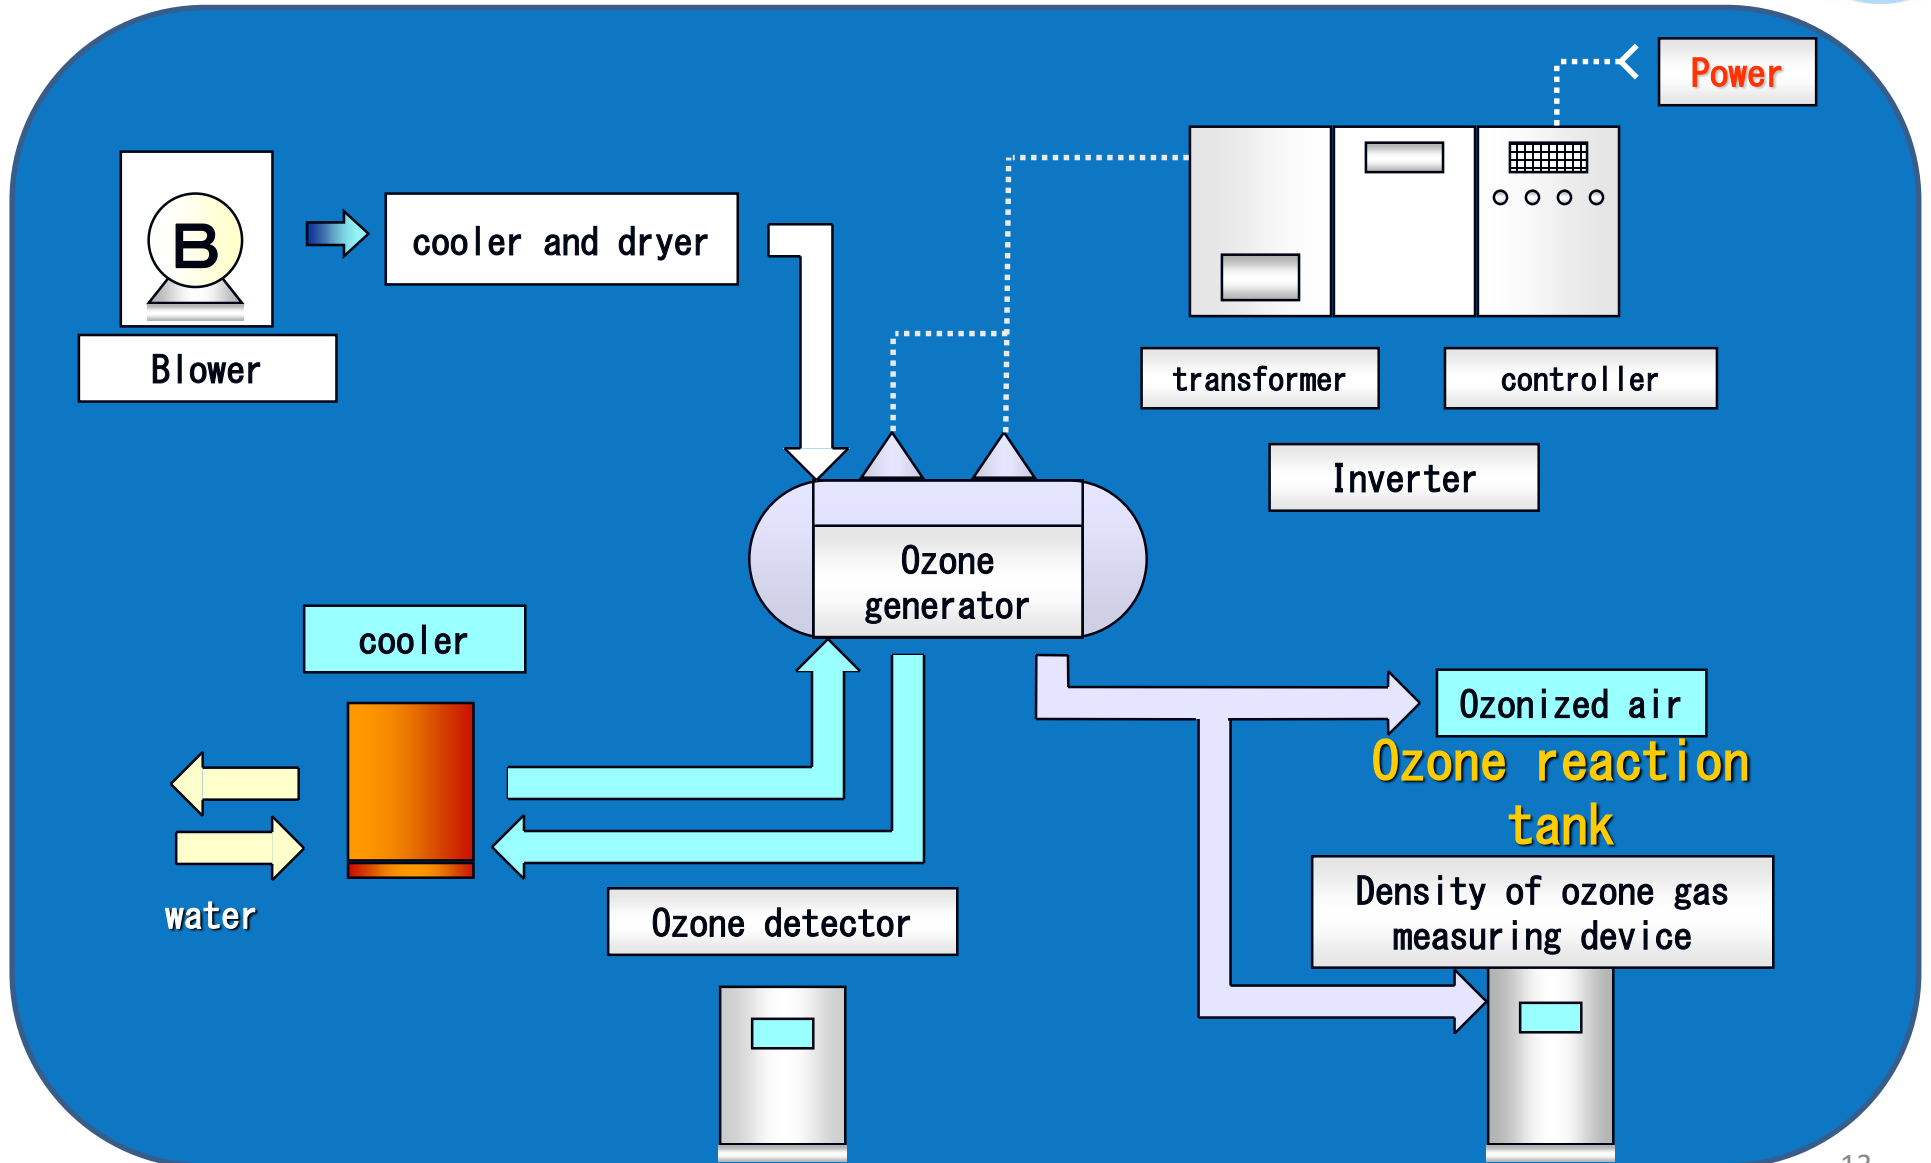 Power
B
cooler and dryer
Blower
transformer
controller
Inverter
Ozone
generator
cooler
Ozonized air
Ozone reaction
tank
Density of ozone gas
measuring device
water
Ozone detector